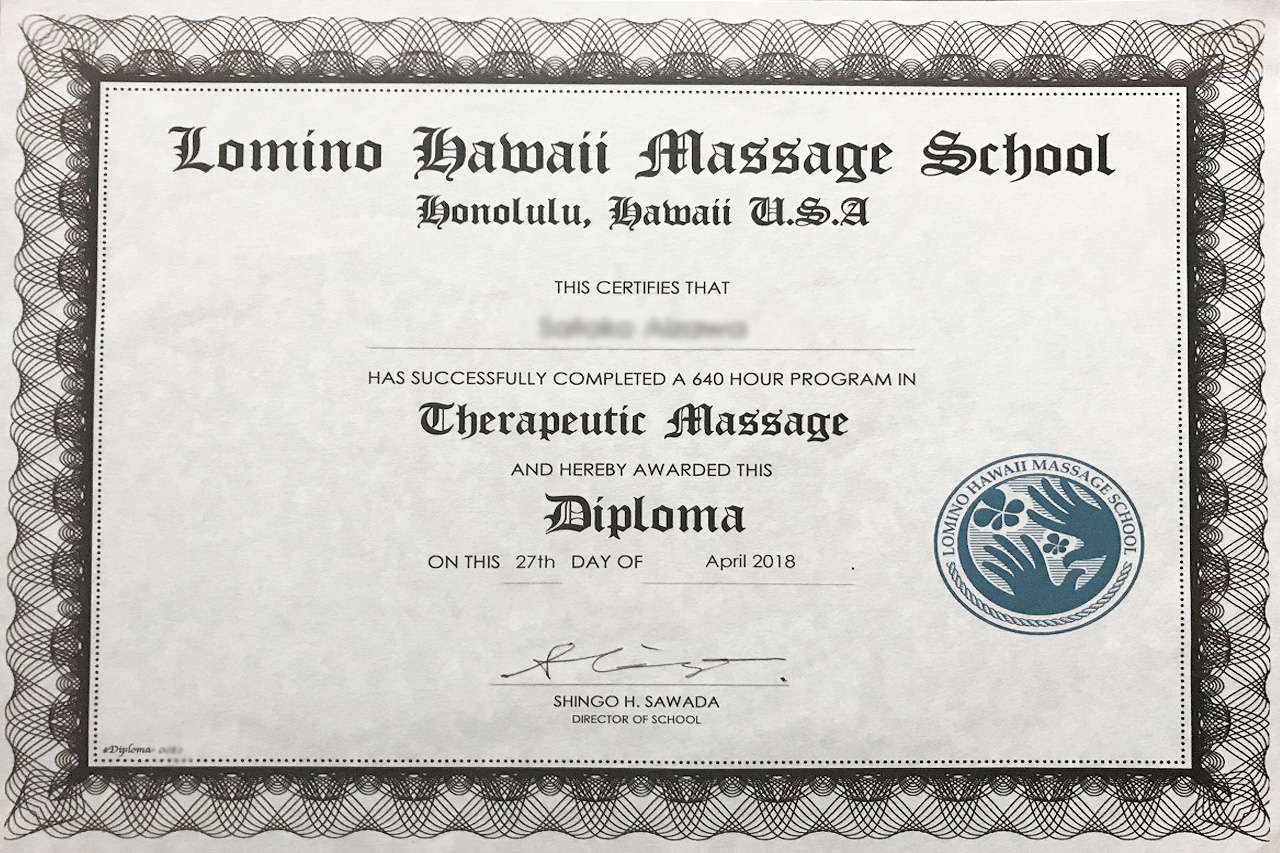 Lomino Hawaii Massage School
Honolulu, Hawaii U.S.A
THIS CERTIFIES THAT
HAS SUCCESSFULLY COMPLETED A 640 HOUR PROGRAM IN
Therapeutic Massage
AND HEREBY AWARDED THIS
Diploma
ON THIS 27th DAY OF April 2018 .
LOMINO HAWAII MASSAGE SCHOOL
SHINGO H. SAWADA
DIRECTOR OF SCHOOL
#Diploma-